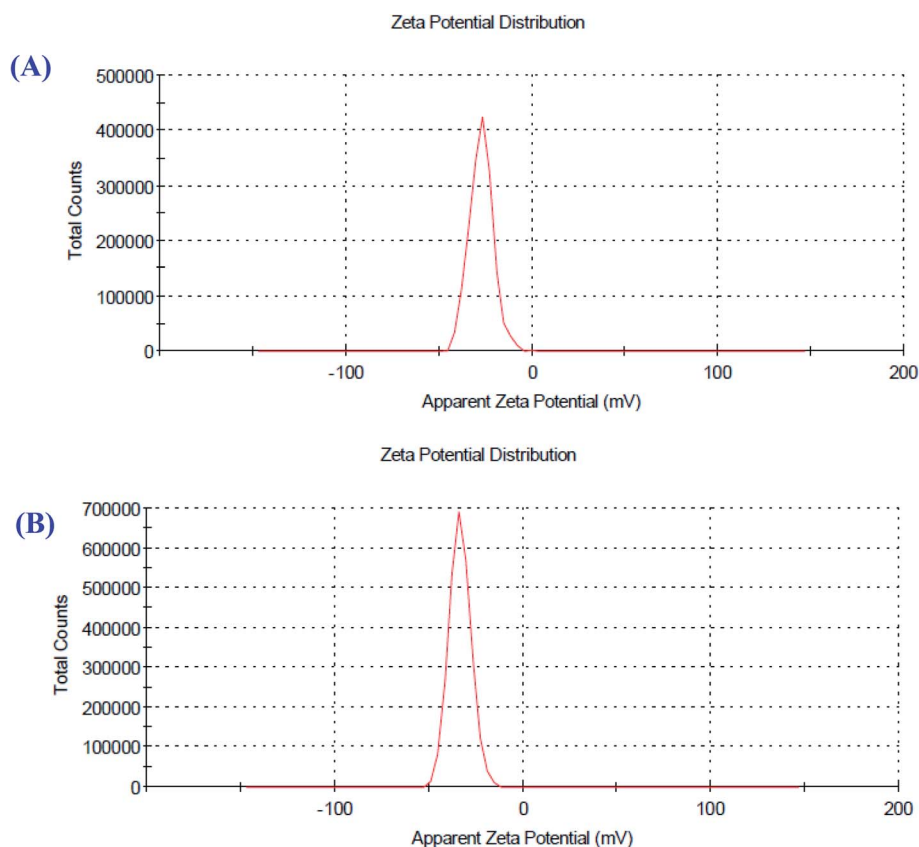 Zeta Potential Distribution
(A)
500000
400000
300000
200000
100000
0
Total Counts
-100 0 100 200
Apparent Zeta Potential (mV)
Zeta Potential Distribution
(B)
700000
600000
500000
400000
300000
200000
100000
0
Total Counts
-100 0 100 200
Apparent Zeta Potential (mV)